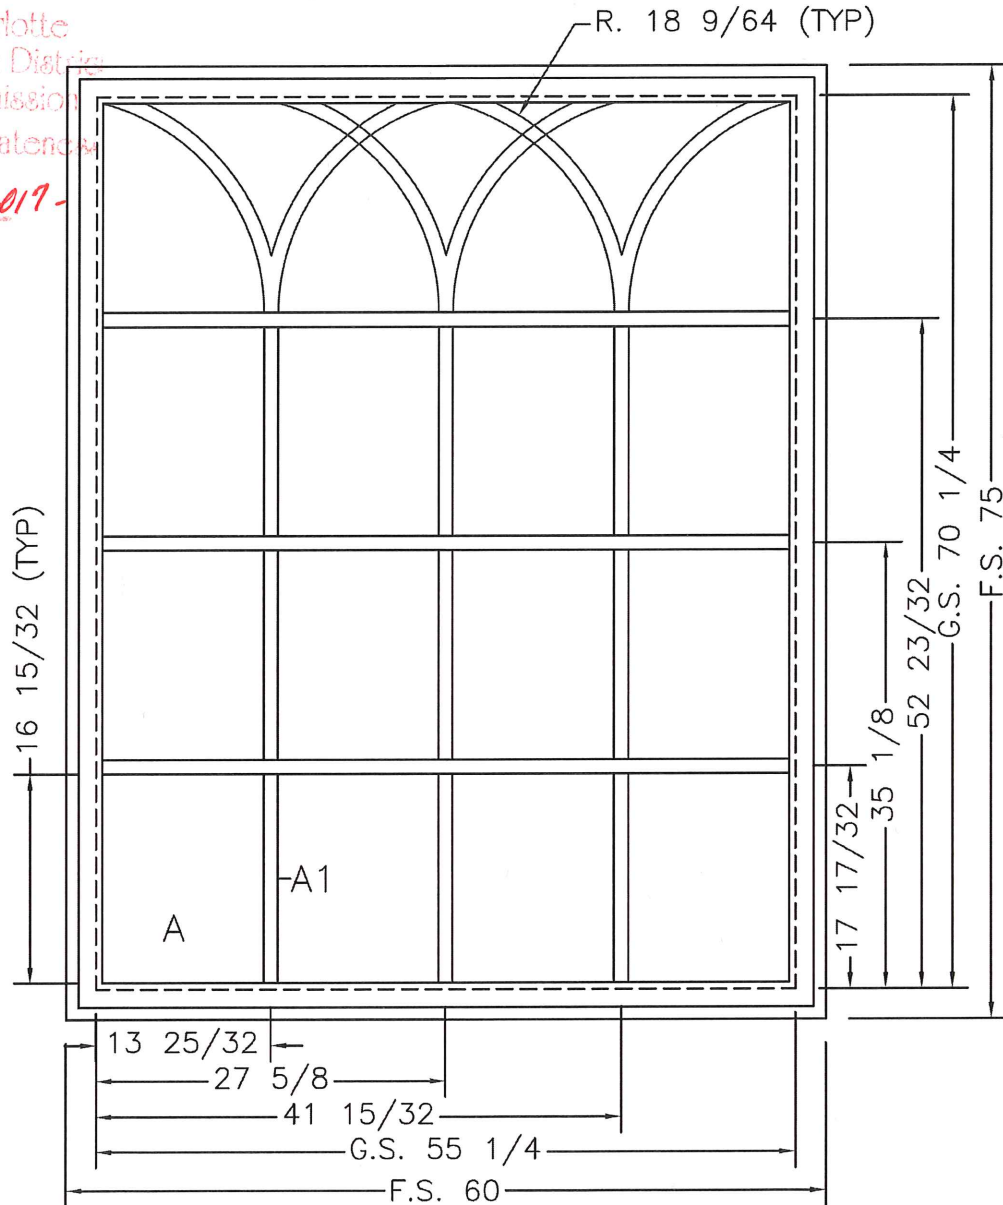 R. 18 9/64 (TYP)
16 15/32 (TYP)
A
A1
17 17/32
35 1/8
52 23/32
G.S. 70 1/4
F.S. 75
13 25/32
27 5/8
41 15/32
G.S. 55 1/4
F.S. 60